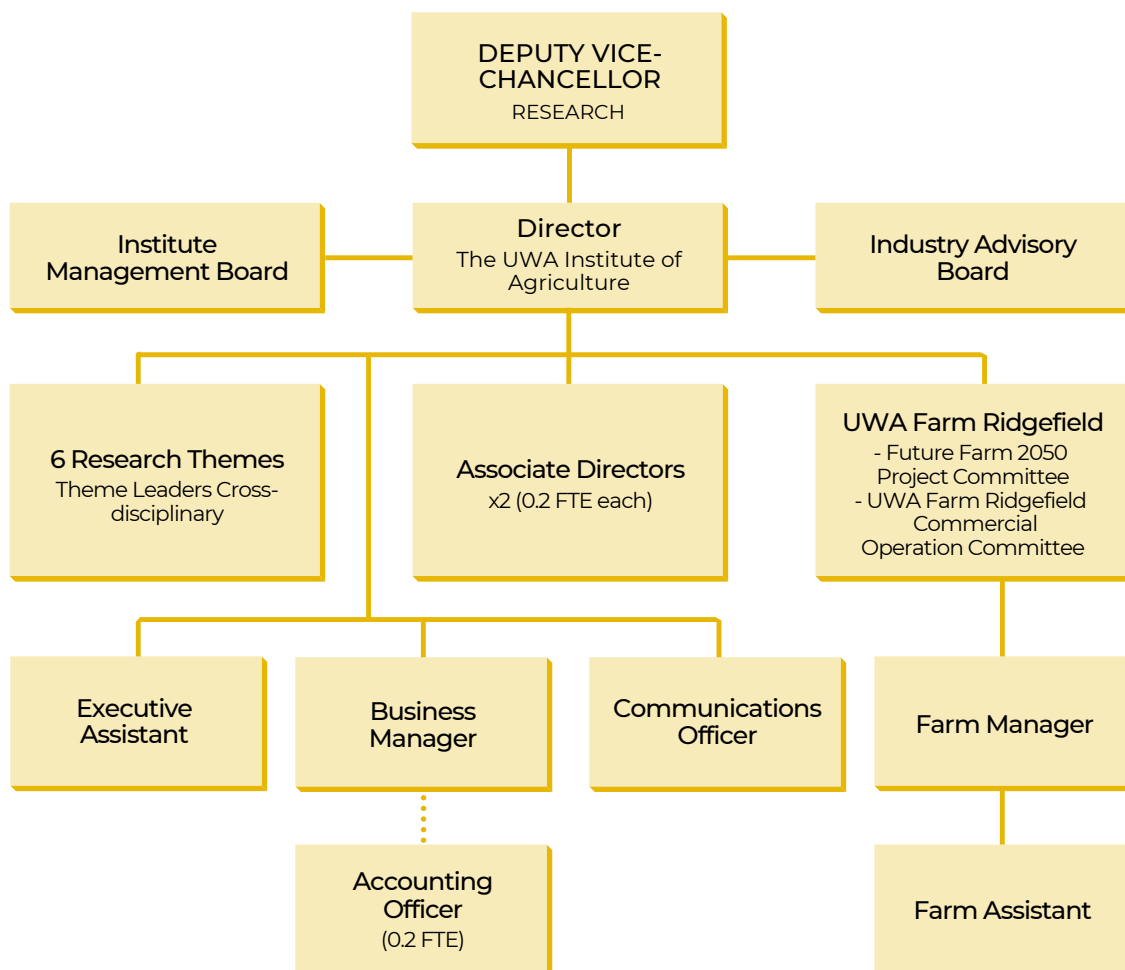 DEPUTY VICE-
CHANCELLOR
RESEARCH
Institute
Management Board
Director
The UWA Institute of
Agriculture
Industry Advisory
Board
6 Research Themes
Theme Leaders Cross-
disciplinary
Associate Directors
x2 (0.2 FTE each)
UWA Farm Ridgefield
- Future Farm 2050
Project Committee
- UWA Farm Ridgefield
Commercial
Operation Committee
Executive
Assistant
Business
Manager
Communications
Officer
Farm Manager
Accounting
Officer
(0.2 FTE)
Farm Assistant